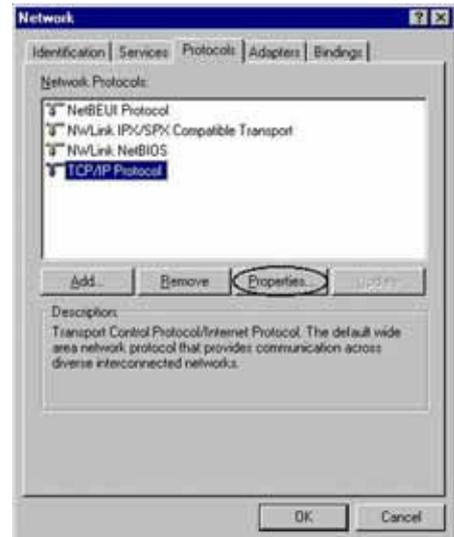 Network
Identification Services Protocols Adapters Bindings
Network Protocols:
NetBEUI Protocol
NWLink IPX/SPX Compatible Transport
NWLink NetBIOS
TCP/IP Protocol
Add... Remove Properties... Update
Description:
Transport Control Protocol/Internet Protocol. The default wide
area network protocol that provides communication across
diverse interconnected networks.
OK Cancel